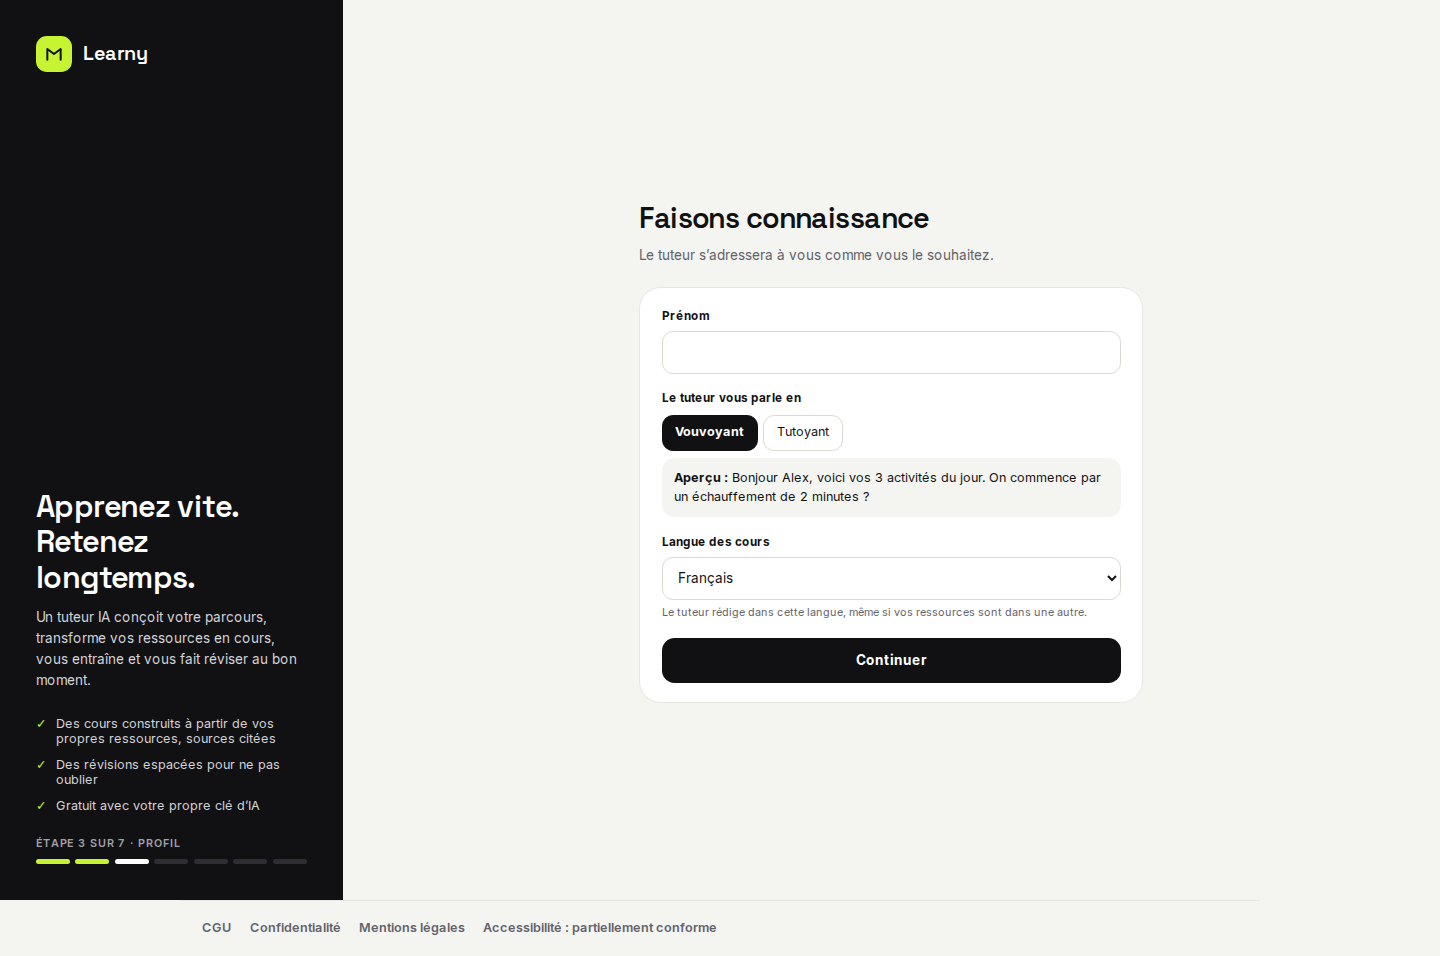 Learny
Apprenez vite.
Retenez
longtemps.
Un tuteur IA conçoit votre parcours,
transforme vos ressources en cours,
vous entraîne et vous fait réviser au bon
moment.
✓ Des cours construits à partir de vos
propres ressources, sources citées
✓ Des révisions espacées pour ne pas
oublier
✓ Gratuit avec votre propre clé d’IA
ÉTAPE 3 SUR 7 · PROFIL
Faisons connaissance
Le tuteur s’adressera à vous comme vous le souhaitez.
Prénom
Le tuteur vous parle en
Vouvoyant Tutoyant
Aperçu : Bonjour Alex, voici vos 3 activités du jour. On commence par
un échauffement de 2 minutes ?
Langue des cours
Français
Le tuteur rédige dans cette langue, même si vos ressources sont dans une autre.
Continuer
CGU Confidentialité Mentions légales Accessibilité : partiellement conforme